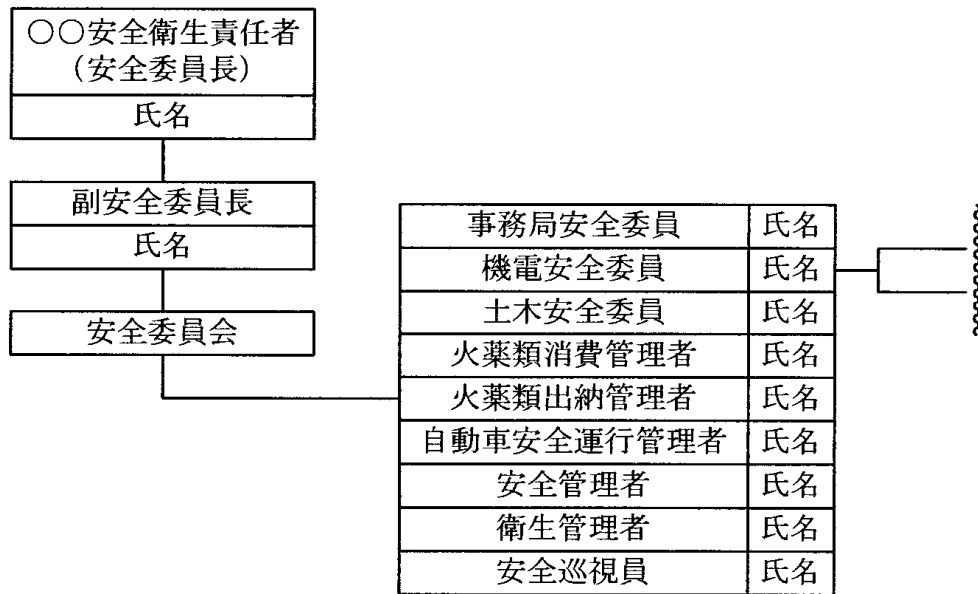 ○○安全衛生責任者
（安全委員長）
氏名
副安全委員長
氏名
安全委員会
事務局安全委員 氏名
機電安全委員 氏名
土木安全委員 氏名
火薬類消費管理者 氏名
火薬類出納管理者 氏名
自動車安全運行管理者 氏名
安全管理者 氏名
衛生管理者 氏名
安全巡視員 氏名